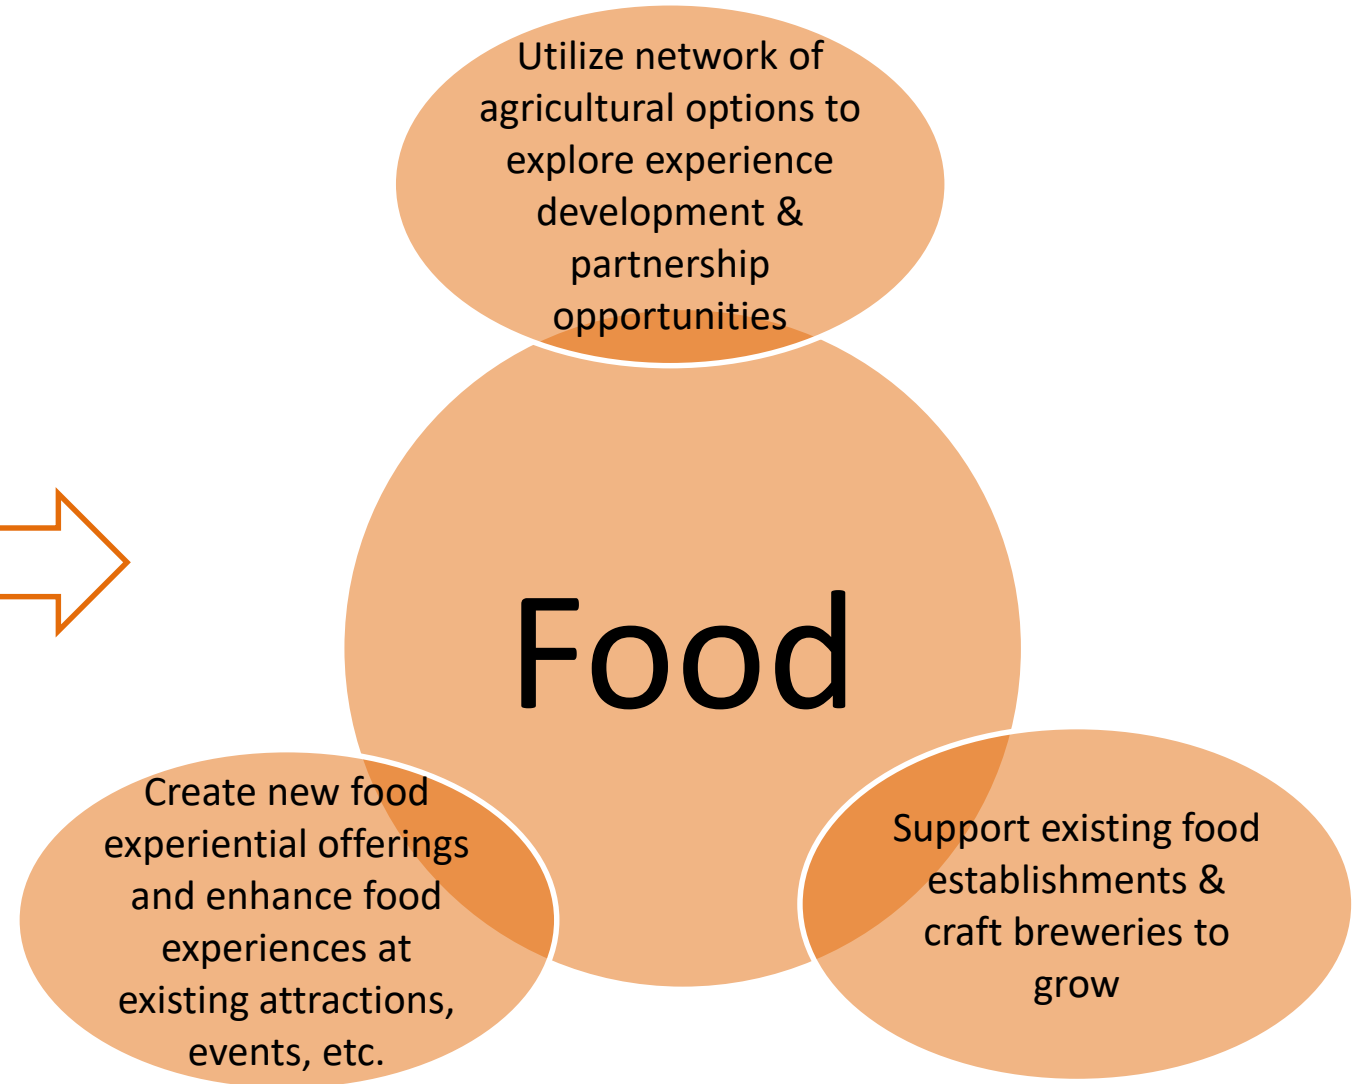 Utilize network of
agricultural options to
explore experience
development &
partnership
opportunities
Food
Create new food
experiential offerings
and enhance food
experiences at
existing attractions,
events, etc.
Support existing food
establishments &
craft breweries to
grow